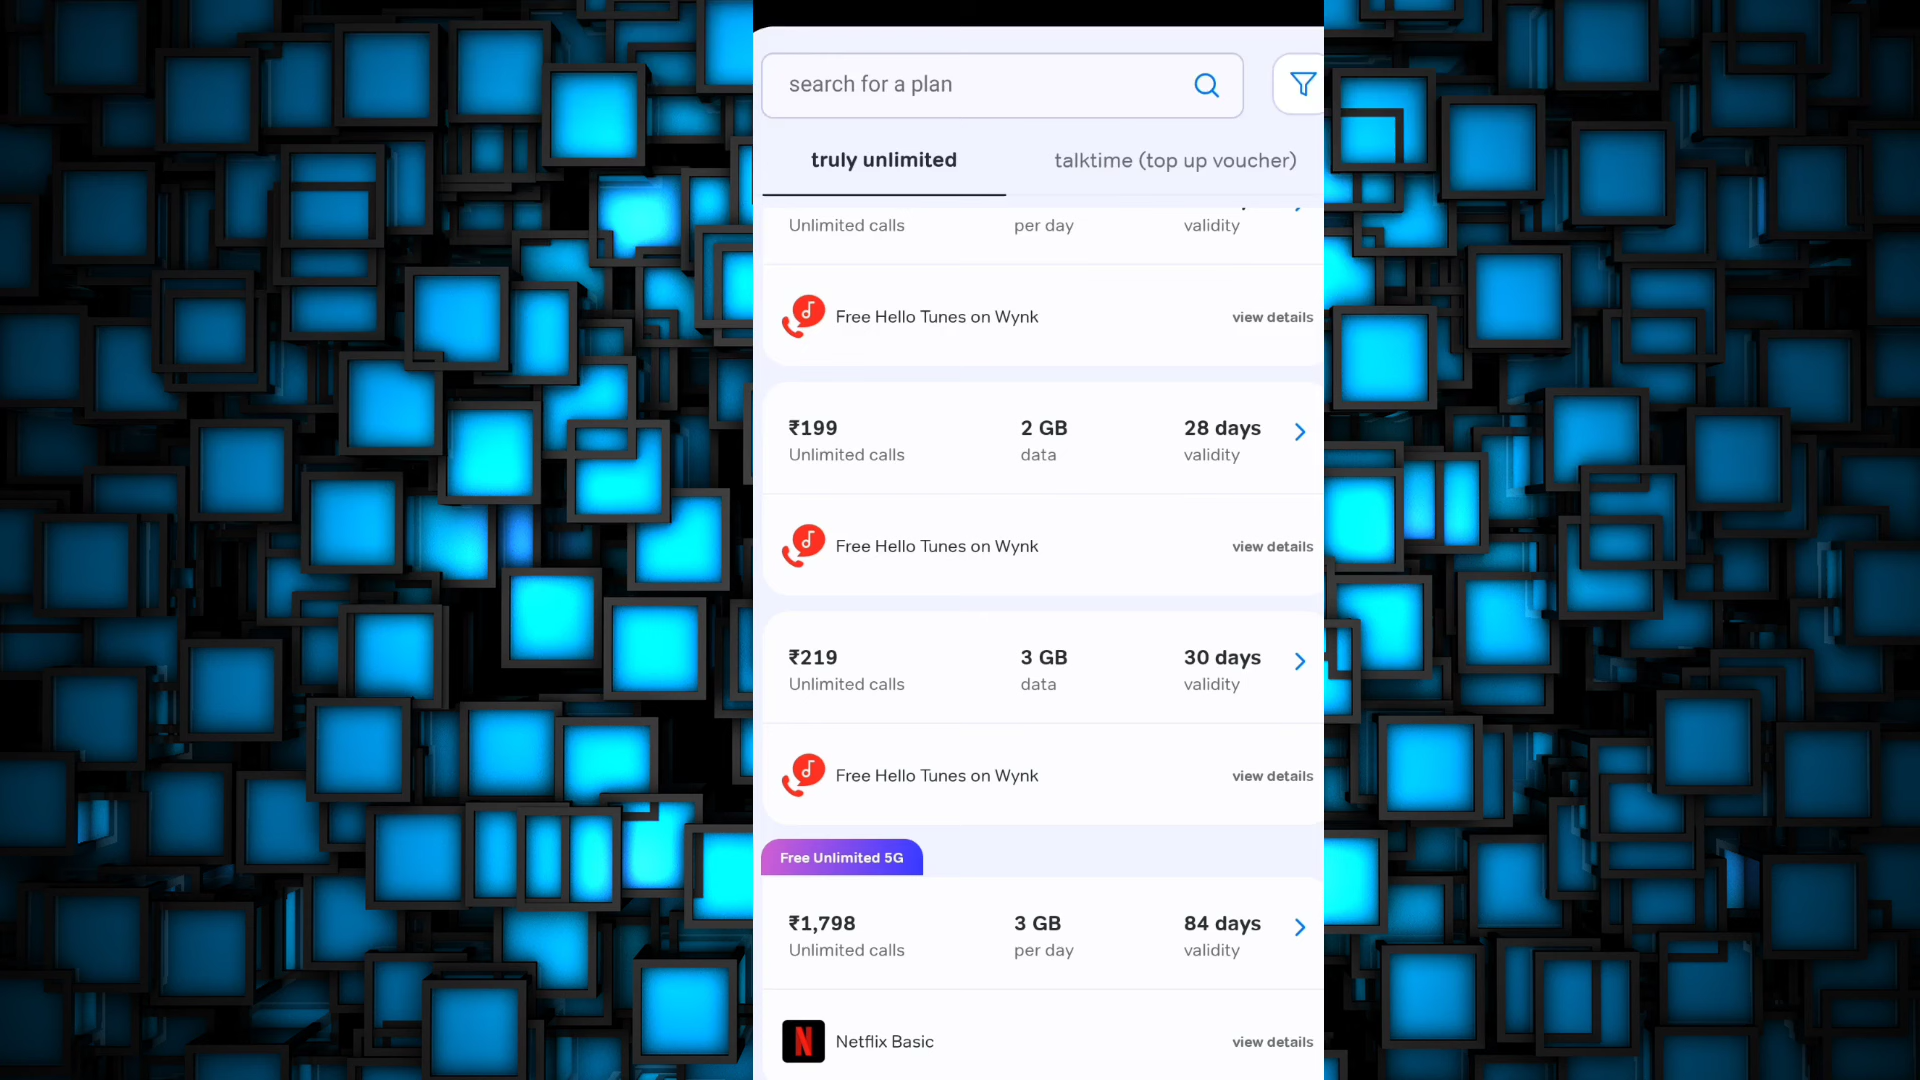 search for a plan
truly unlimited talktime (top up voucher)
Unlimited calls per day validity
Free Hello Tunes on Wynk view details
₹199 2 GB 28 days
Unlimited calls data validity
Free Hello Tunes on Wynk view details
₹219 3 GB 30 days
Unlimited calls data validity
Free Hello Tunes on Wynk view details
Free Unlimited 5G
₹1,798 3 GB 84 days
Unlimited calls per day validity
N Netflix Basic view details